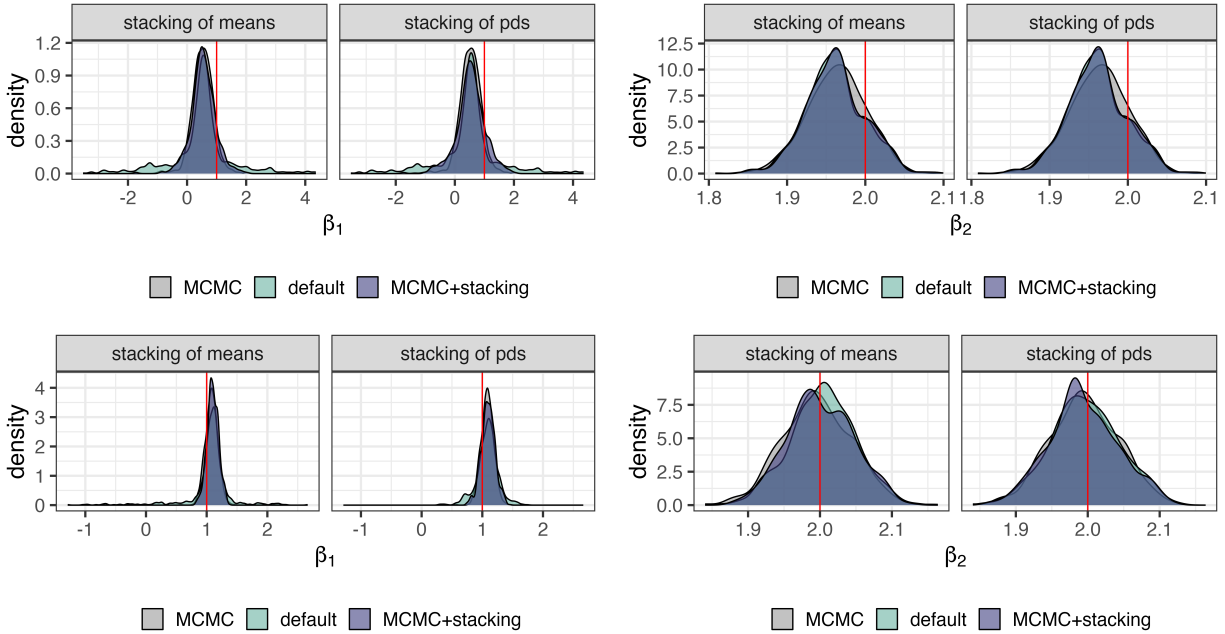 stacking of means stacking of pds
density
1.2
0.9
0.6
0.3
0.0
-2 0 2 4 -2 0 2 4
β1
MCMC default MCMC+stacking
stacking of means stacking of pds
density
12.5
10.0
7.5
5.0
2.5
0.0
1.8 1.9 2.0 2.1 1.8 1.9 2.0 2.1
β2
MCMC default MCMC+stacking
stacking of means stacking of pds
density
4
3
2
1
0
-1 0 1 2 -1 0 1 2
β1
MCMC default MCMC+stacking
stacking of means stacking of pds
density
7.5
5.0
2.5
0.0
1.9 2.0 2.1 1.9 2.0 2.1
β2
MCMC default MCMC+stacking